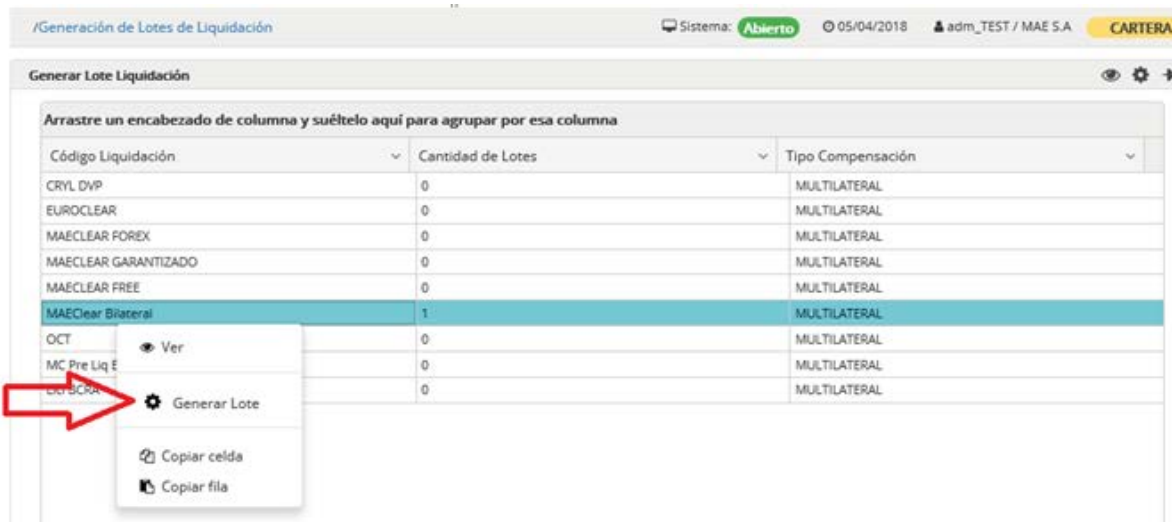 /Generación de Lotes de Liquidación Sistema: Abierto 05/04/2018 adm_TEST / MAE S.A CARTERA
Generar Lote Liquidación
Arrastre un encabezado de columna y suéltelo aquí para agrupar por esa columna
Código Liquidación Cantidad de Lotes Tipo Compensación
CRYL DVP 0 MULTILATERAL
EUROCLEAR 0 MULTILATERAL
MAECLEAR FOREX 0 MULTILATERAL
MAECLEAR GARANTIZADO 0 MULTILATERAL
MAECLEAR FREE 0 MULTILATERAL
MAEClear Bilateral 1 MULTILATERAL
OCT 0 MULTILATERAL
MC Pre Liq 0 MULTILATERAL
BCRA 0 MULTILATERAL
Ver
Generar Lote
Copiar celda
Copiar fila